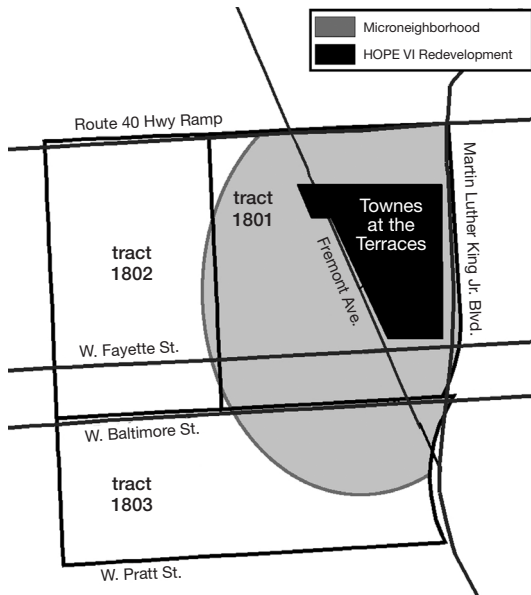 Microneighborhood
HOPE VI Redevelopment
Route 40 Hwy Ramp
Martin Luther King Jr. Blvd.
tract
1801
Townes
at the
Terraces
tract
1802
Fremont Ave.
W. Fayette St.
W. Baltimore St.
tract
1803
W. Pratt St.